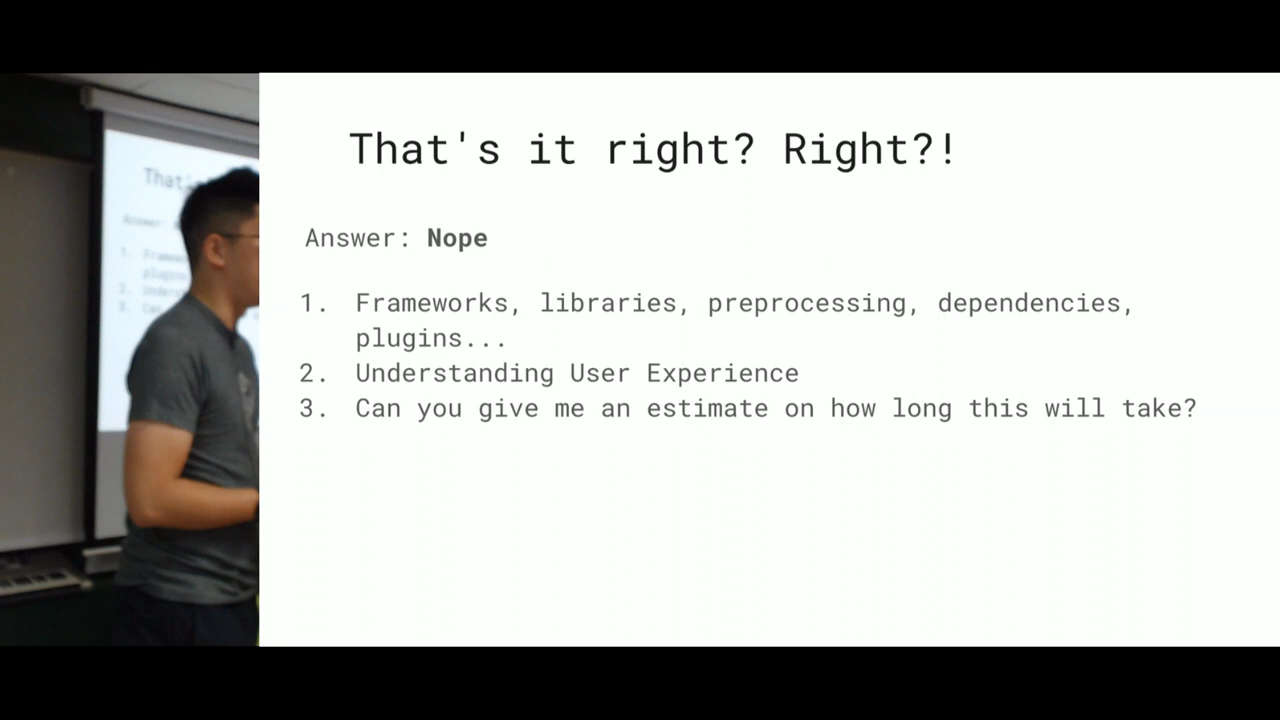 That's it right? Right?!
Answer: Nope
1. Frameworks, libraries, preprocessing, dependencies,
plugins...
2. Understanding User Experience
3. Can you give me an estimate on how long this will take?